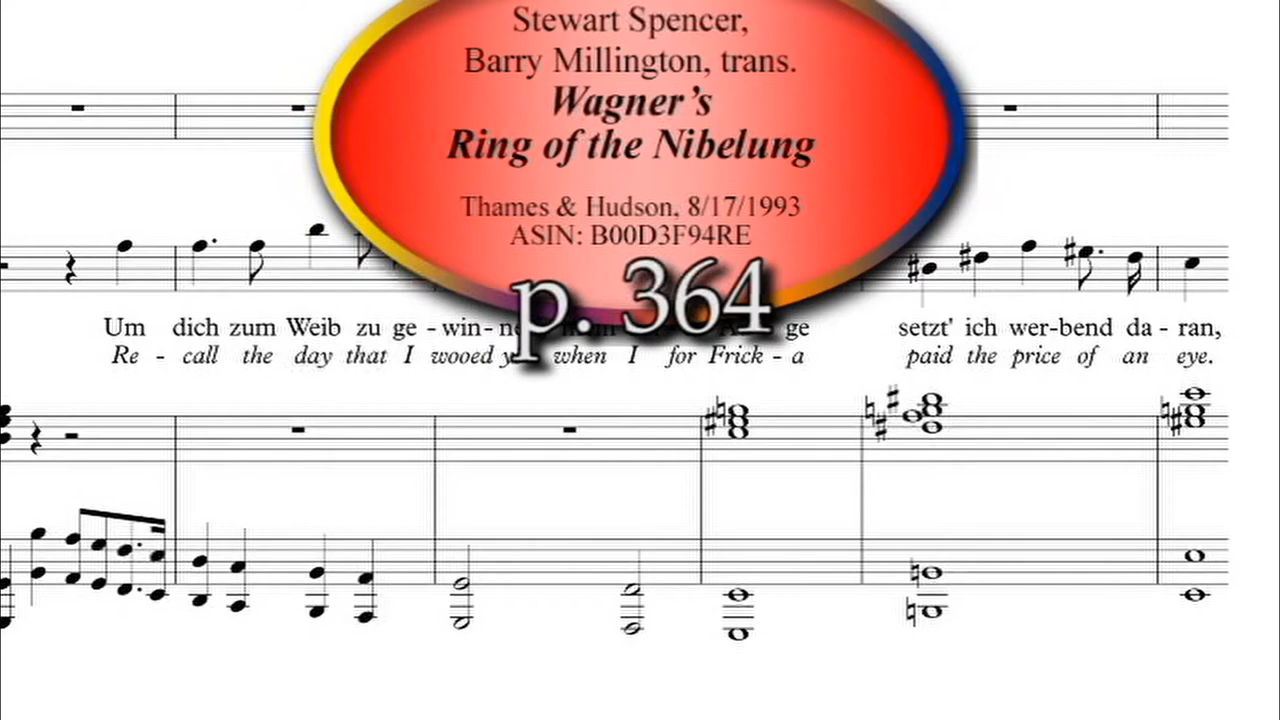 Stewart Spencer,
Barry Millington, trans.
Wagner's
Ring of the Nibelung
Thames & Hudson, 8/17/1993
ASIN: B00D3F94RE
p. 364
Um dich zum Weib zu ge - win - ge setzt' ich wer-bend da - ran,
Re - call the day that I wooed when I for Frick - a paid the price of an eye.